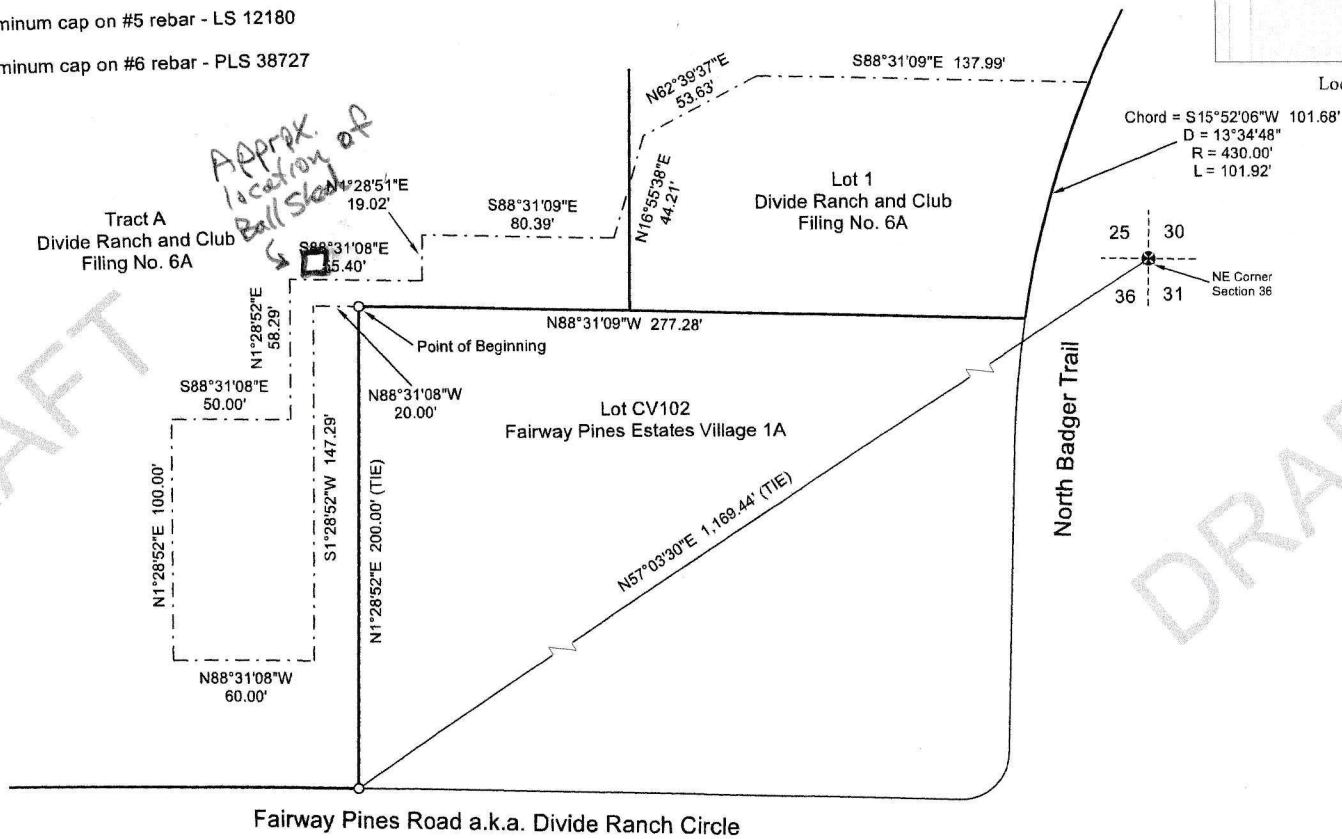 minum cap on #5 rebar - LS 12180
minum cap on #6 rebar - PLS 38727
Approx.
location of
Ball Shed
Tract A
Divide Ranch and Club
Filing No. 6A
N1°28'51"E
19.02'
S88°31'09"E
80.39'
N62°39'37"E
53.63'
S88°31'09"E 137.99'
N16°55'38"E
44.21'
Lot 1
Divide Ranch and Club
Filing No. 6A
Loc
Chord = S15°52'06"W 101.68'
D = 13°34'48"
R = 430.00'
L = 101.92'
25 30
36 31
NE Corner
Section 36
S88°31'08"E
5.40'
N1°28'52"E
58.29'
N88°31'09"W 277.28'
Point of Beginning
S88°31'08"E
50.00'
N88°31'08"W
20.00'
Lot CV102
Fairway Pines Estates Village 1A
N1°28'52"E 100.00'
S1°28'52"W 147.29'
N1°28'52"E 200.00' (TIE)
N57°03'30"E 1,169.44' (TIE)
North Badger Trail
N88°31'08"W
60.00'
Fairway Pines Road a.k.a. Divide Ranch Circle
RAFT
DRA